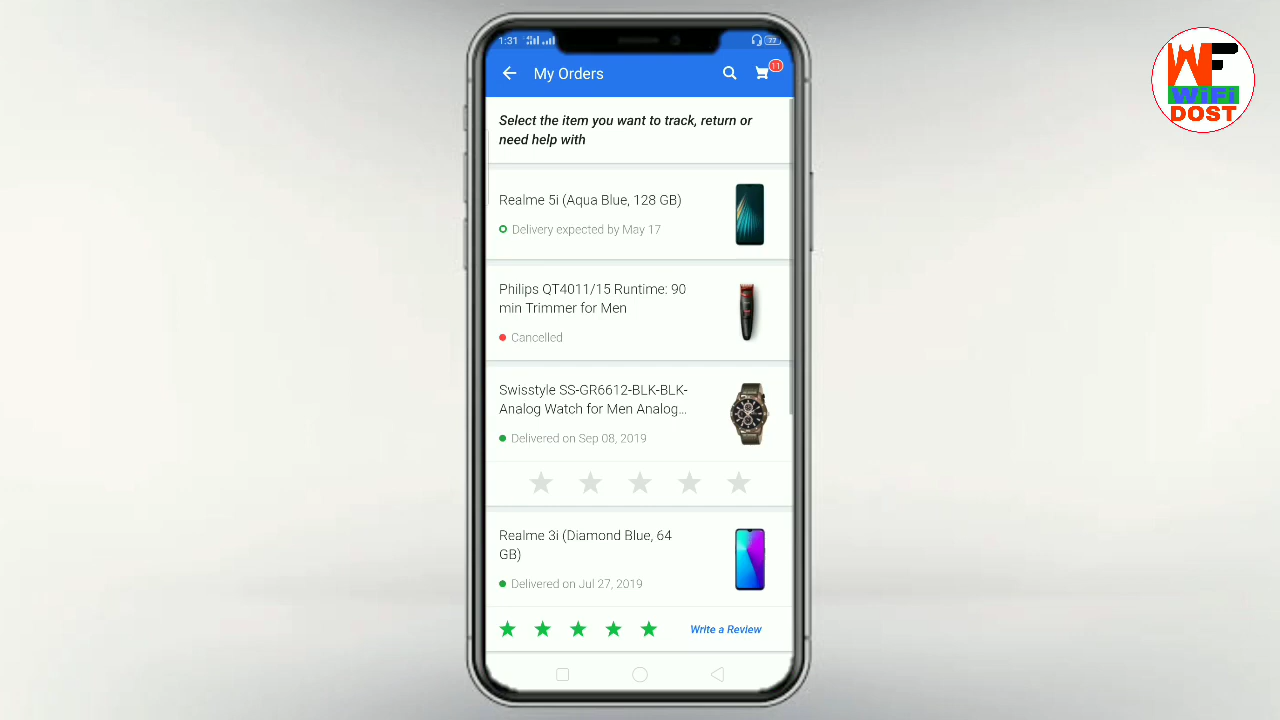 1:31
77
My Orders
11
Select the item you want to track, return or
need help with
Realme 5i (Aqua Blue, 128 GB)
Delivery expected by May 17
Philips QT4011/15 Runtime: 90
min Trimmer for Men
Cancelled
Swisstyle SS-GR6612-BLK-BLK-
Analog Watch for Men Analog...
Delivered on Sep 08, 2019
Realme 3i (Diamond Blue, 64
GB)
Delivered on Jul 27, 2019
Write a Review
WF
WiFi
DOST